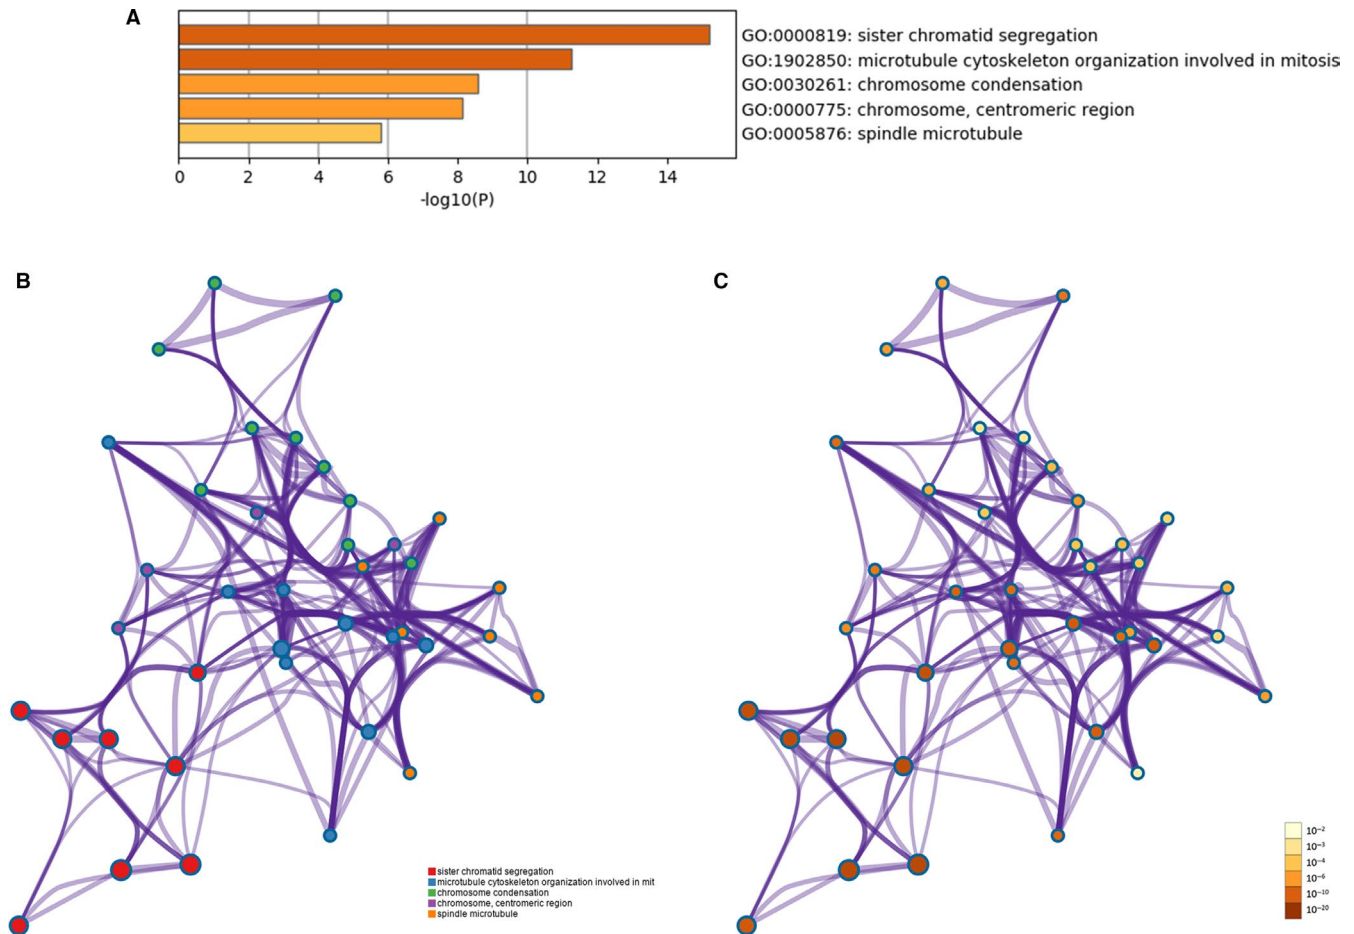 A
GO:0000819: sister chromatid segregation
GO:1902850: microtubule cytoskeleton organization involved in mitosis
GO:0030261: chromosome condensation
GO:0000775: chromosome, centromeric region
GO:0005876: spindle microtubule
0 2 4 6 8 10 12 14
-log10(P)
B
C
sister chromatid segregation
microtubule cytoskeleton organization involved in mit
chromosome condensation
chromosome, centromeric region
spindle microtubule
10⁻²
10⁻³
10⁻⁴
10⁻⁶
10⁻¹⁰
10⁻²⁰